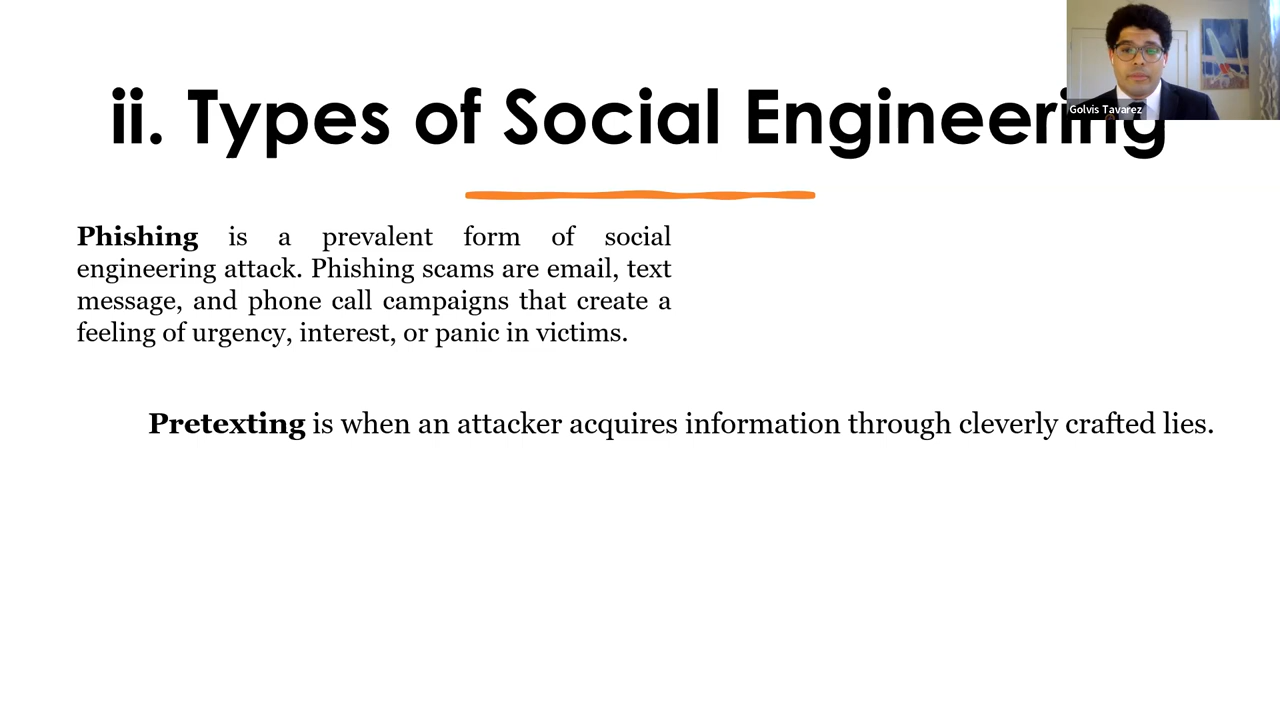 ii. Types of Social Engineering
Golvis Tavarez
Phishing is a prevalent form of social
engineering attack. Phishing scams are email, text
message, and phone call campaigns that create a
feeling of urgency, interest, or panic in victims.
Pretexting is when an attacker acquires information through cleverly crafted lies.